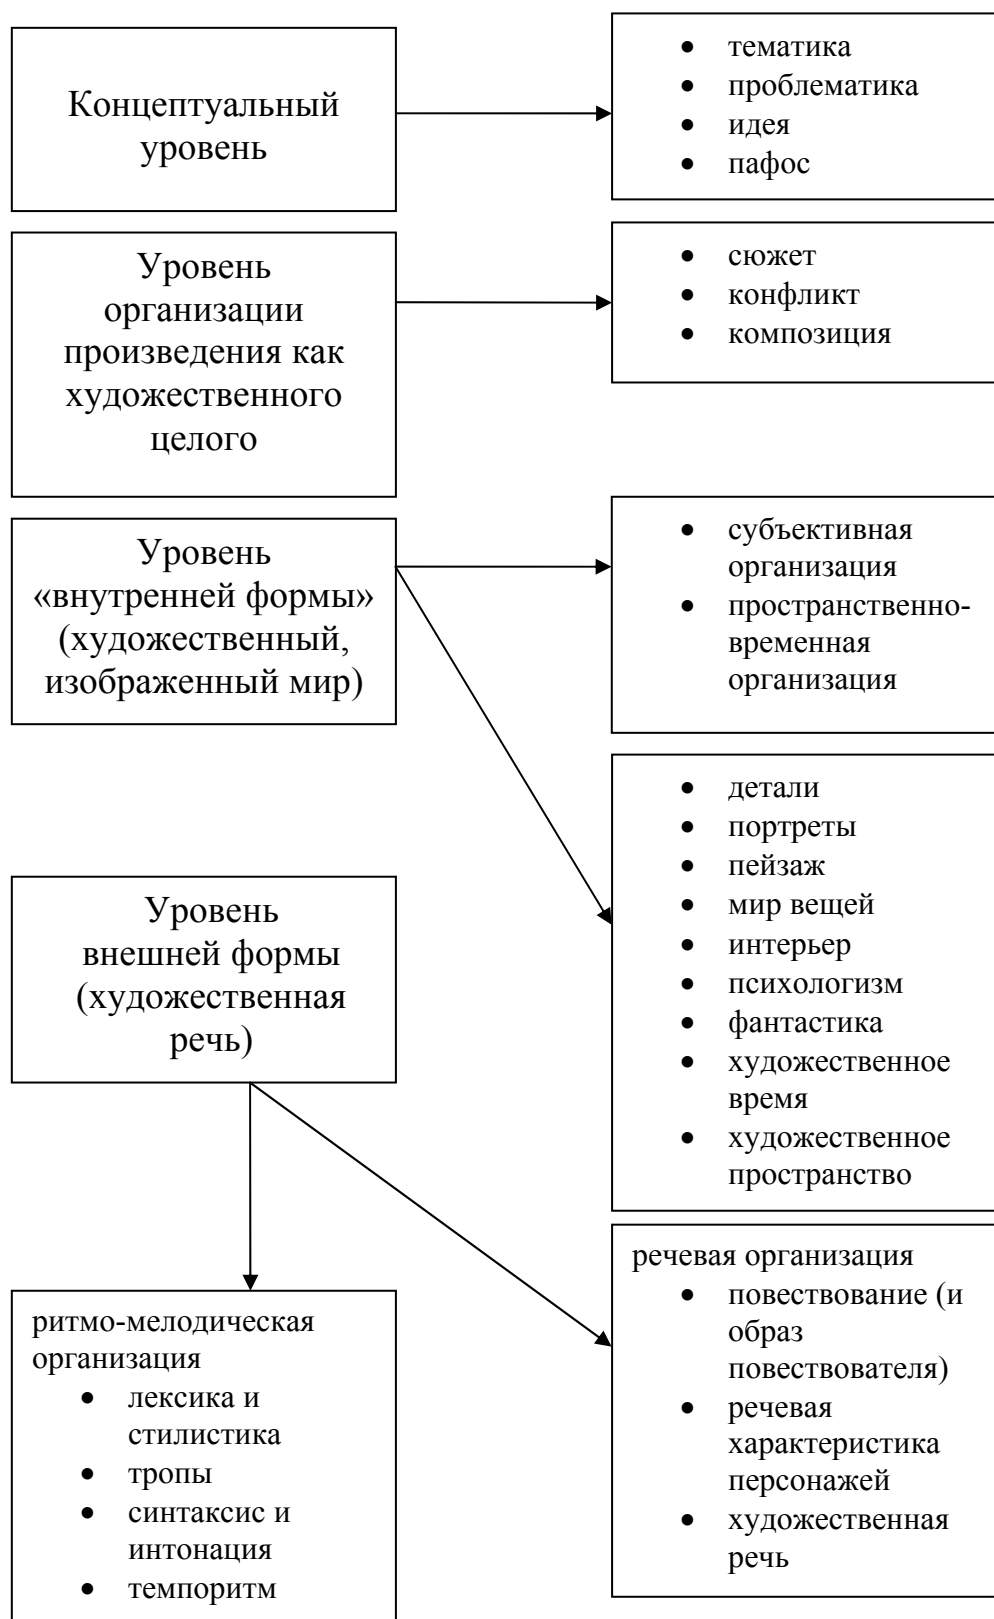 Концептуальный
уровень
• тематика
• проблематика
• идея
• пафос
Уровень
организации
произведения как
художественного
целого
• сюжет
• конфликт
• композиция
Уровень
«внутренней формы»
(художественный,
изображенный мир)
• субъективная
организация
• пространственно-
временная
организация
• детали
• портреты
• пейзаж
• мир вещей
• интерьер
• психологизм
• фантастика
• художественное
время
• художественное
пространство
Уровень
внешней формы
(художественная
речь)
ритмо-мелодическая
организация
• лексика и
стилистика
• тропы
• синтаксис и
интонация
• темпоритм
речевая организация
• повествование (и
образ
повествователя)
• речевая
характеристика
персонажей
• художественная
речь